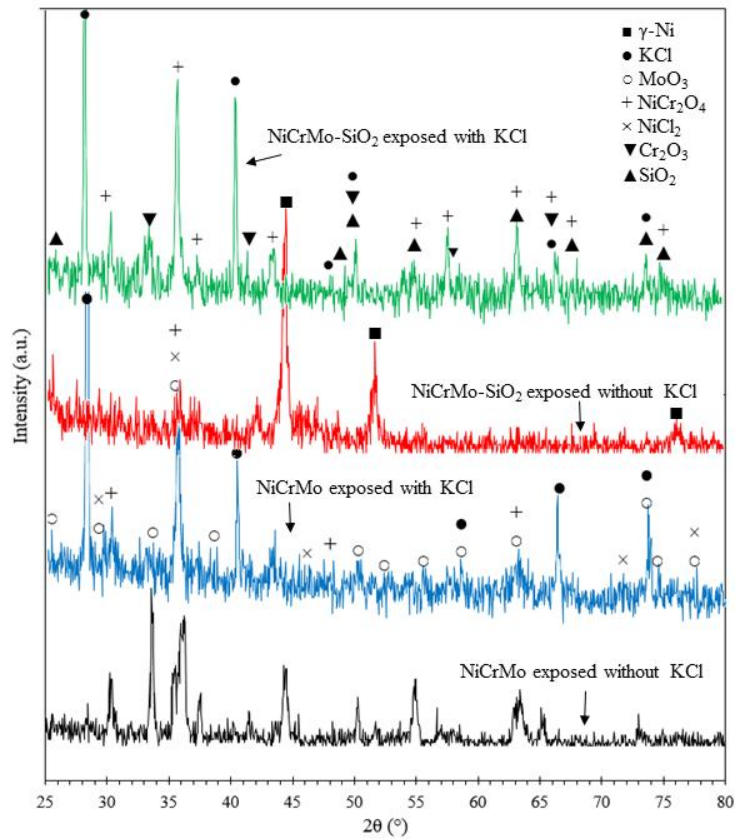 γ-Ni
KCl
MoO₃
NiCr₂O₄
NiCl₂
Cr₂O₃
SiO₂
NiCrMo-SiO₂ exposed with KCl
NiCrMo-SiO₂ exposed without KCl
NiCrMo exposed with KCl
NiCrMo exposed without KCl
Intensity (a.u.)
25 30 35 40 45 50 55 60 65 70 75 80
2θ (°)